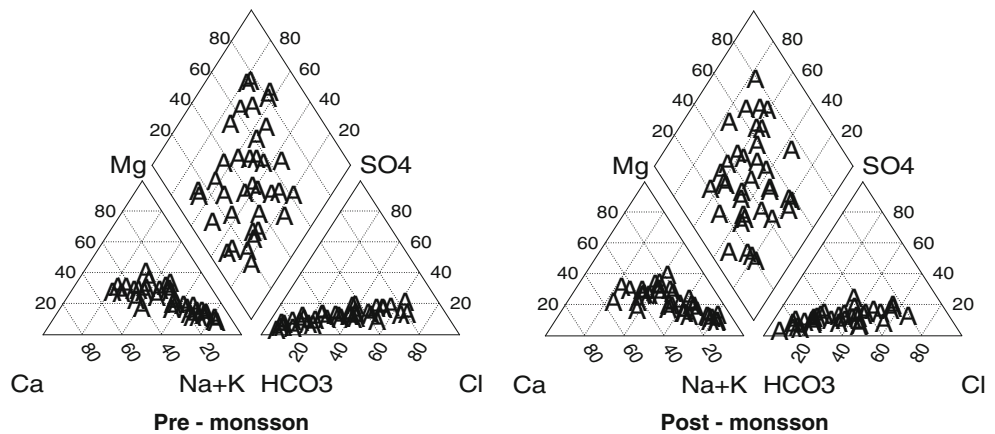 80 80 80 80
60 60 60 60
40 40 40 40
20 20 20 20
Mg SO4 Mg SO4
80 80 80 80
60 60 60 60
40 40 40 40
20 20 20 20
80 60 40 20 20 40 60 80 80 60 40 20 20 40 60 80
Ca Na+K HCO3 Cl Ca Na+K HCO3 Cl
Pre - monsson Post - monsson